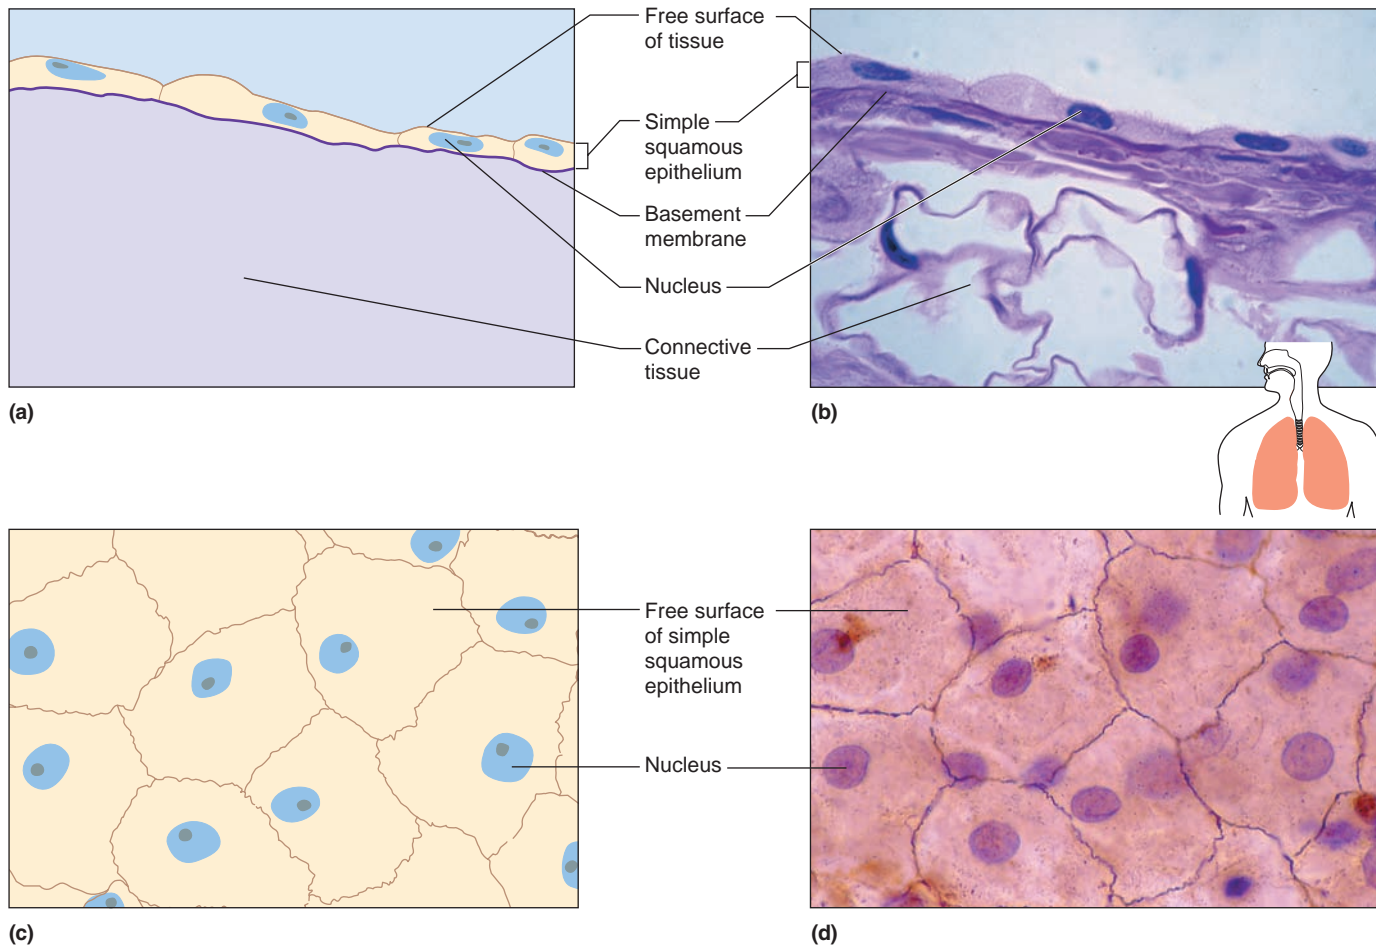 Free surface
of tissue
Simple
squamous
epithelium
Basement
membrane
Nucleus
Connective
tissue
(a)
(b)
Free surface
of simple
squamous
epithelium
Nucleus
(c)
(d)